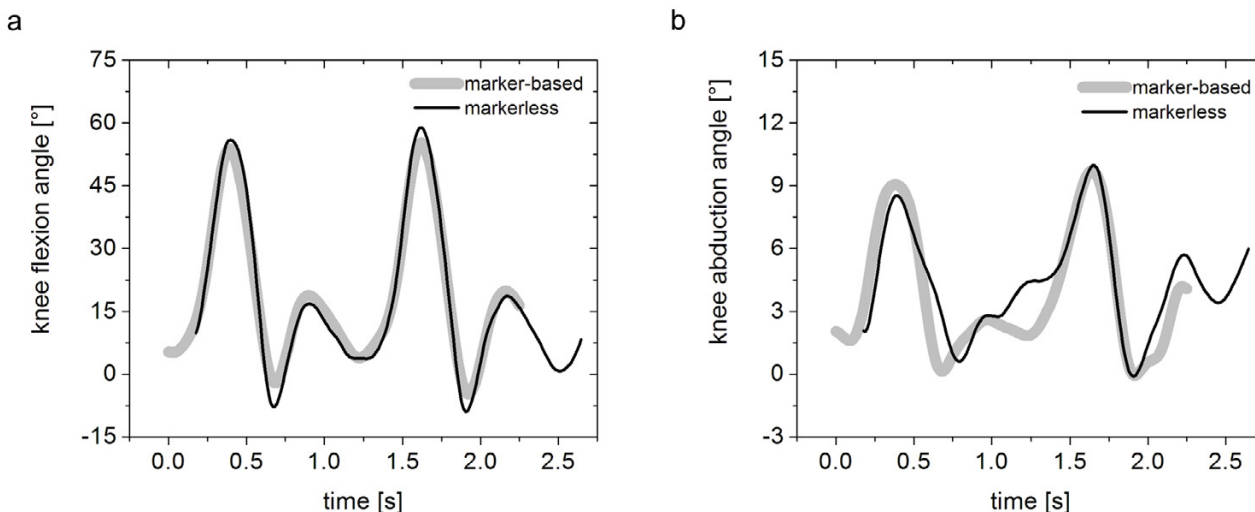 a
knee flexion angle [°]
75
60
45
30
15
0
-15
marker-based
markerless
0.0 0.5 1.0 1.5 2.0 2.5
time [s]
b
knee abduction angle [°]
15
12
9
6
3
0
-3
marker-based
markerless
0.0 0.5 1.0 1.5 2.0 2.5
time [s]